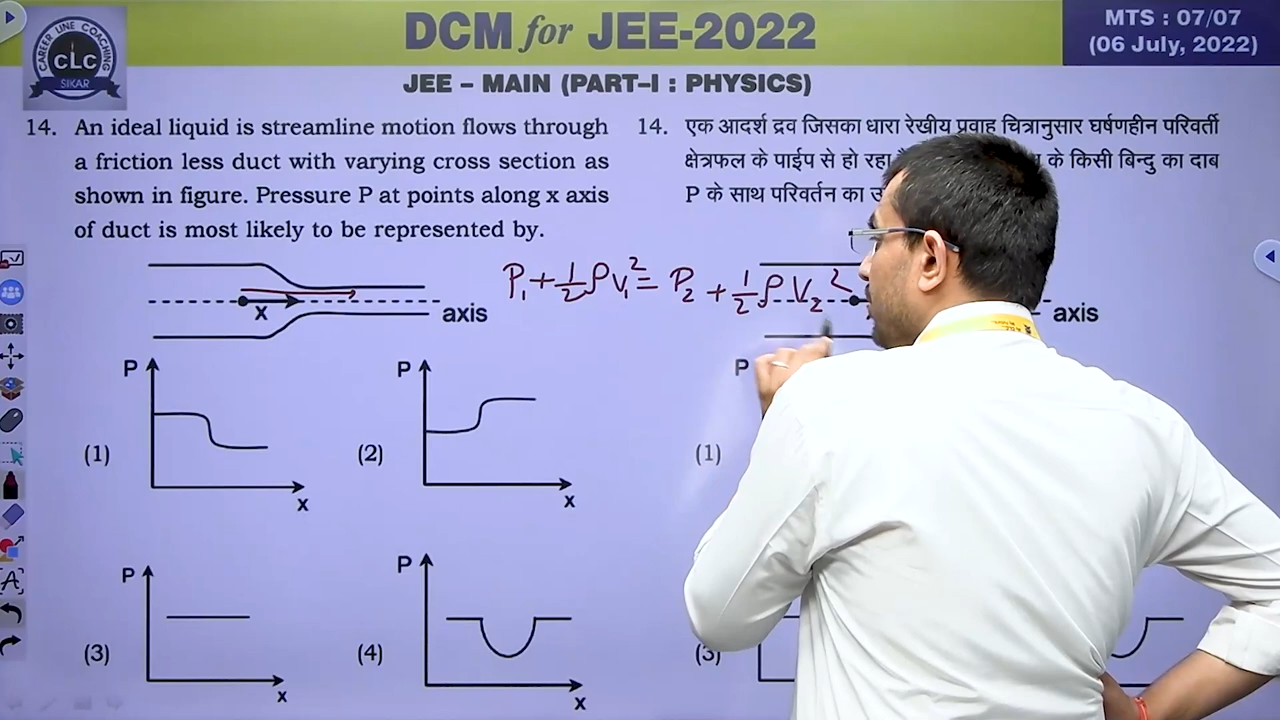 CAREER LINE COACHING
CLC
SIKAR
DCM for JEE-2022
MTS : 07/07
(06 July, 2022)
JEE – MAIN (PART–I : PHYSICS)
14. An ideal liquid is streamline motion flows through
a friction less duct with varying cross section as
shown in figure. Pressure P at points along x axis
of duct is most likely to be represented by.
14. एक आदर्श द्रव जिसका धारा रेखीय प्रवाह चित्रानुसार घर्षणहीन परिवर्ती
क्षेत्रफल के पाईप से हो रहा के किसी बिन्दु का दाब
P के साथ परिवर्तन का
x axis
P₁ + 1/2 ρv₁² = P₂ + 1/2 ρV₂²
axis
P x (1)
P x (2)
P x (3)
P x (4)
P (1)
(3)